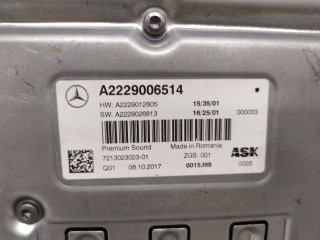 A2229006514
HW: A2229012805 15/35/01
SW: A2229026813 16/25/01 000003
Premium Sound Made in Romania
7213023023-01 ZGS: 001 ASK
Q01 08.10.2017 0015J99 0028